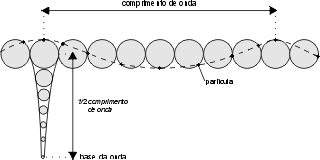 comprimento de onda
partícula
1/2 comprimento
de onda
base da onda